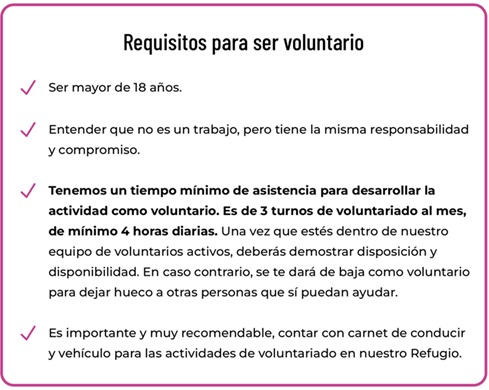 Requisitos para ser voluntario
Ser mayor de 18 años.
Entender que no es un trabajo, pero tiene la misma responsabilidad
y compromiso.
Tenemos un tiempo mínimo de asistencia para desarrollar la
actividad como voluntario. Es de 3 turnos de voluntariado al mes,
de mínimo 4 horas diarias. Una vez que estés dentro de nuestro
equipo de voluntarios activos, deberás demostrar disposición y
disponibilidad. En caso contrario, se te dará de baja como voluntario
para dejar hueco a otras personas que sí puedan ayudar.
Es importante y muy recomendable, contar con carnet de conducir
y vehículo para las actividades de voluntariado en nuestro Refugio.